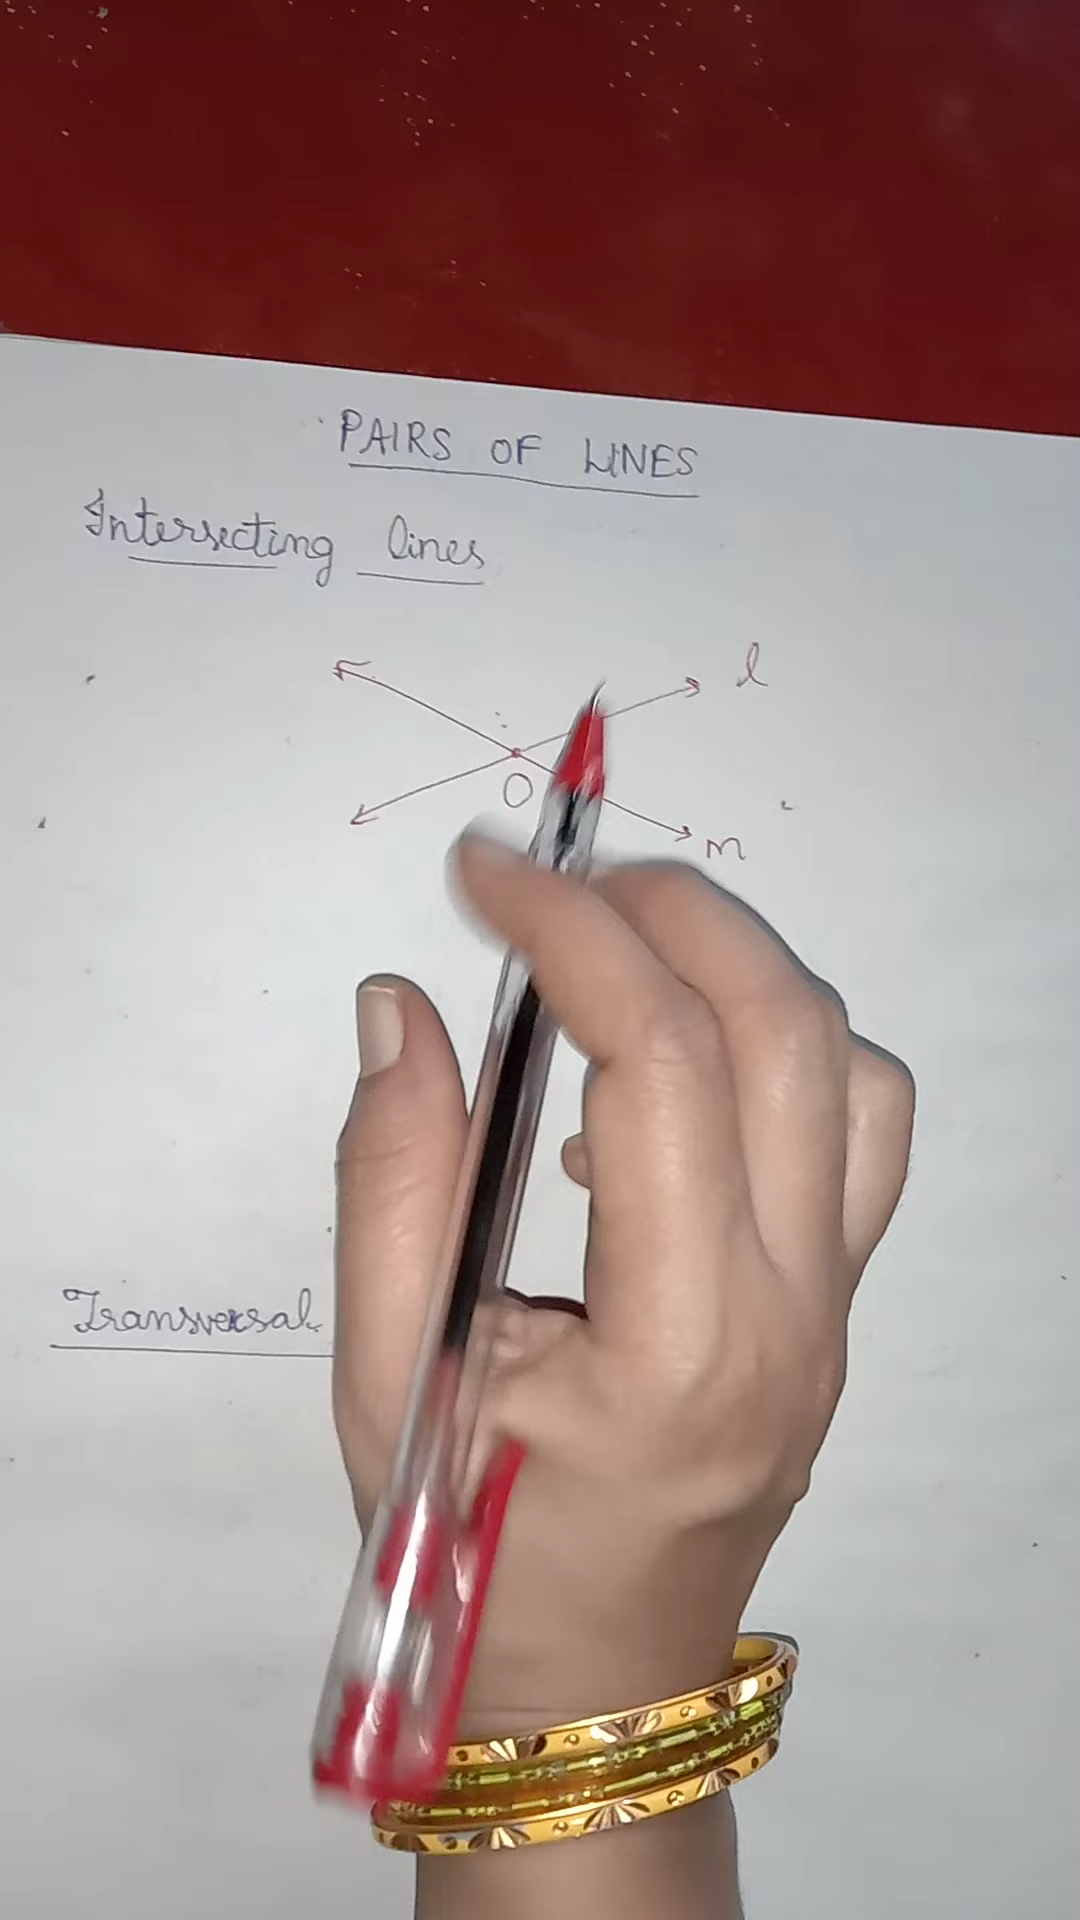 PAIRS OF LINES
Intersecting lines
l
O
m
Transversal